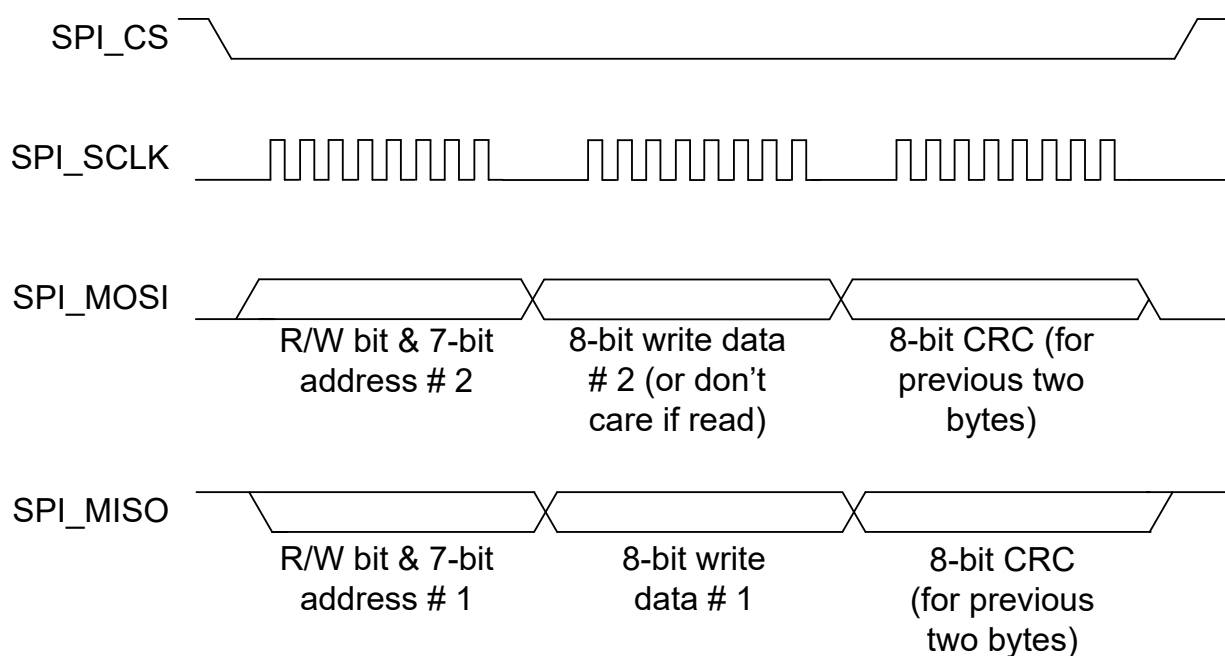 SPI_CS
SPI_SCLK
SPI_MOSI
R/W bit & 7-bit
address # 2
8-bit write data
# 2 (or don't
care if read)
8-bit CRC (for
previous two
bytes)
SPI_MISO
R/W bit & 7-bit
address # 1
8-bit write
data # 1
8-bit CRC
(for previous
two bytes)